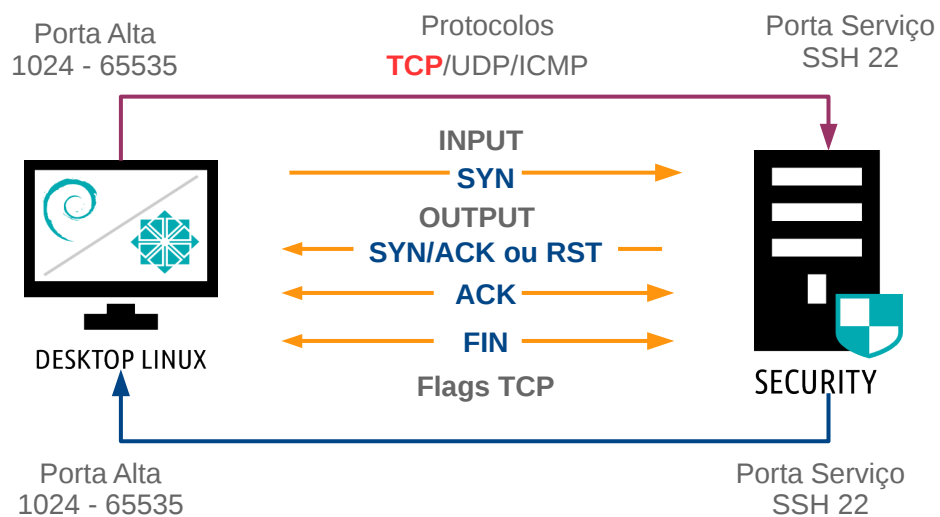 Porta Alta
1024 - 65535
Protocolos
TCP/UDP/ICMP
Porta Serviço
SSH 22
INPUT
SYN
OUTPUT
SYN/ACK ou RST
ACK
FIN
Flags TCP
DESKTOP LINUX
SECURITY
Porta Alta
1024 - 65535
Porta Serviço
SSH 22